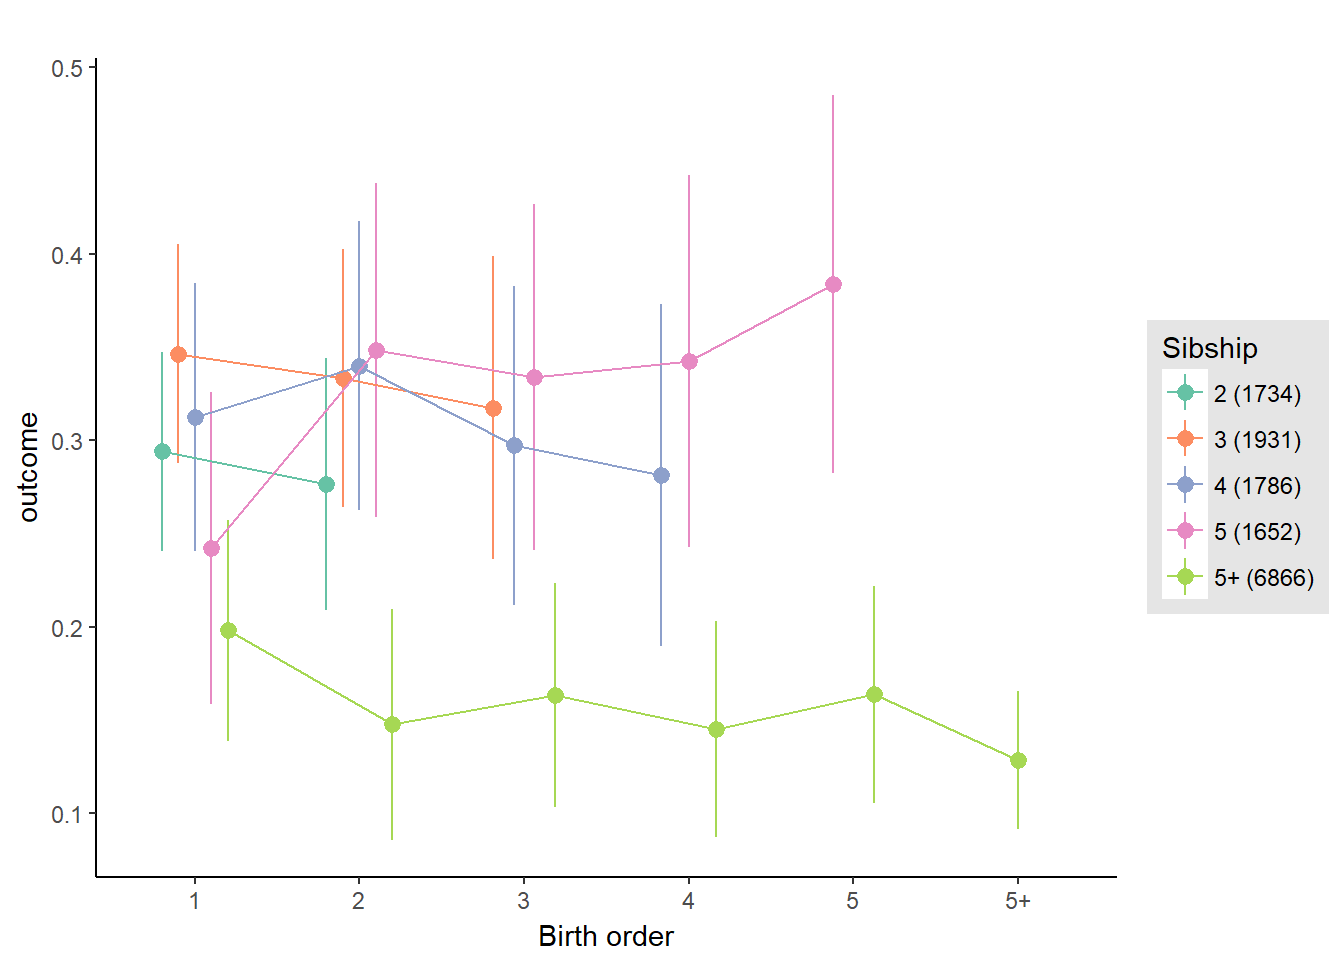 0.5
0.4
0.3
0.2
0.1
outcome
1 2 3 4 5 5+
Birth order
Sibship
2 (1734)
3 (1931)
4 (1786)
5 (1652)
5+ (6866)